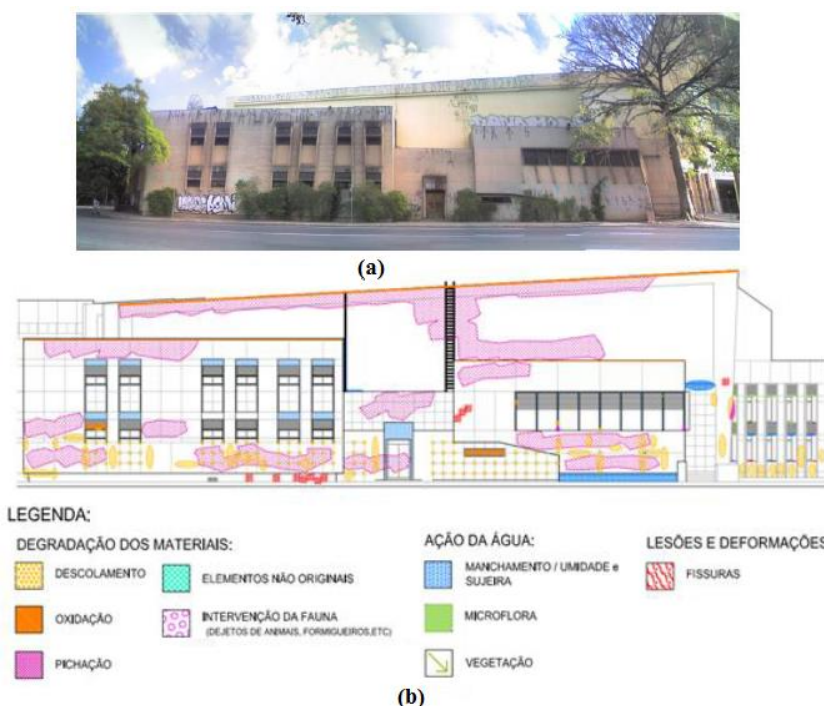 (a)
LEGENDA:
DEGRADAÇÃO DOS MATERIAIS:
DESCOLAMENTO
ELEMENTOS NÃO ORIGINAIS
OXIDAÇÃO
INTERVENÇÃO DA FAUNA
(DEJETOS DE ANIMAIS, FORMIGUEIROS,ETC)
PICHAÇÃO
AÇÃO DA ÁGUA:
MANCHAMENTO / UMIDADE e
SUJEIRA
MICROFLORA
VEGETAÇÃO
LESÕES E DEFORMAÇÕES
FISSURAS
(b)